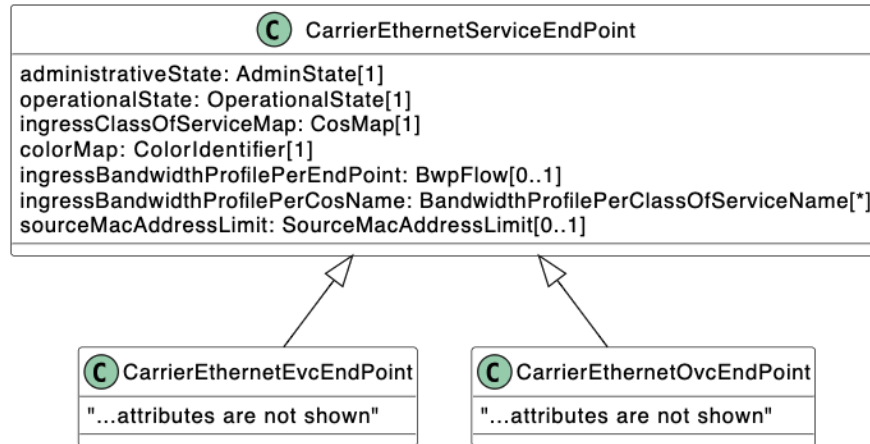 C CarrierEthernetServiceEndPoint
administrativeState: AdminState[1]
operationalState: OperationalState[1]
ingressClassOfServiceMap: CosMap[1]
colorMap: ColorIdentifier[1]
ingressBandwidthProfilePerEndPoint: BwpFlow[0..1]
ingressBandwidthProfilePerCosName: BandwidthProfilePerClassOfServiceName[*]
sourceMacAddressLimit: SourceMacAddressLimit[0..1]
C CarrierEthernetEvcEndPoint
"...attributes are not shown"
C CarrierEthernetOvcEndPoint
"...attributes are not shown"